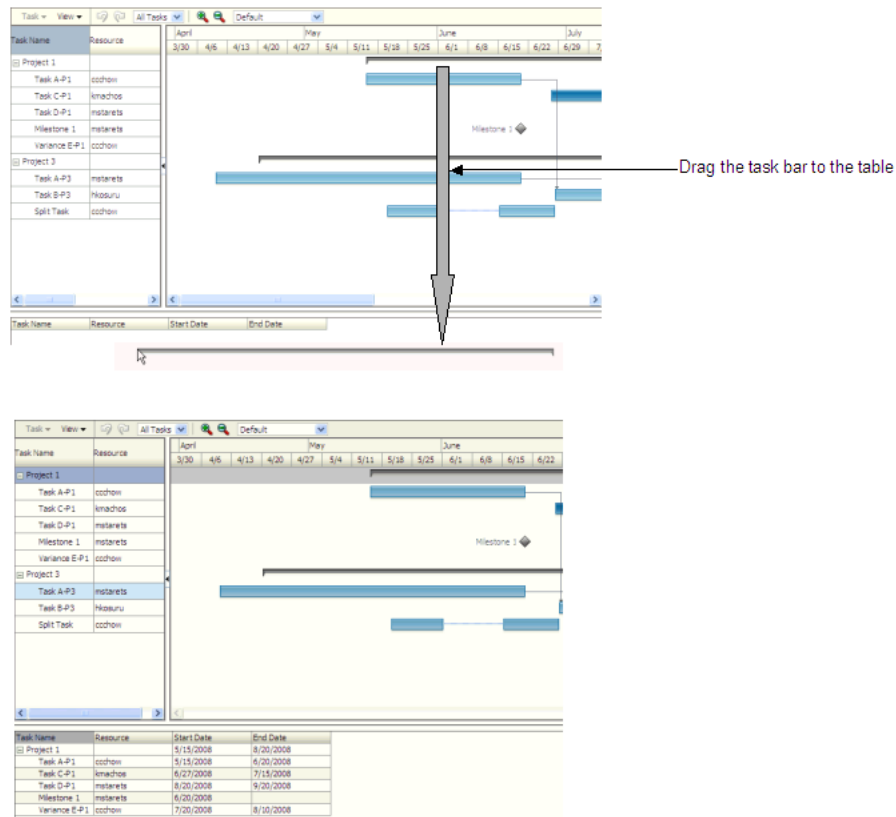 Task View All Tasks Default
Task Name Resource April May June July
3/30 4/6 4/13 4/20 4/27 5/4 5/11 5/18 5/25 6/1 6/8 6/15 6/22 6/29 7
Project 1
Task A-P1 ccchow
Task C-P1 kmachos
Task D-P1 mstarets
Milestone 1 mstarets Milestone 1
Variance E-P1 ccchow
Project 3
Task A-P3 mstarets
Drag the task bar to the table
Task B-P3 hkosuru
Split Task ccchow
Task Name Resource Start Date End Date
Task View All Tasks Default
Task Name Resource April May June
3/30 4/6 4/13 4/20 4/27 5/4 5/11 5/18 5/25 6/1 6/8 6/15 6/22
Project 1
Task A-P1 ccchow
Task C-P1 kmachos
Task D-P1 mstarets
Milestone 1 mstarets Milestone 1
Variance E-P1 ccchow
Project 3
Task A-P3 mstarets
Task B-P3 hkosuru
Split Task ccchow
Task Name Resource Start Date End Date
Project 1 5/15/2008 8/20/2008
Task A-P1 ccchow 5/15/2008 6/20/2008
Task C-P1 kmachos 6/27/2008 7/15/2008
Task D-P1 mstarets 8/20/2008 9/20/2008
Milestone 1 mstarets 6/20/2008
Variance E-P1 ccchow 7/20/2008 8/10/2008